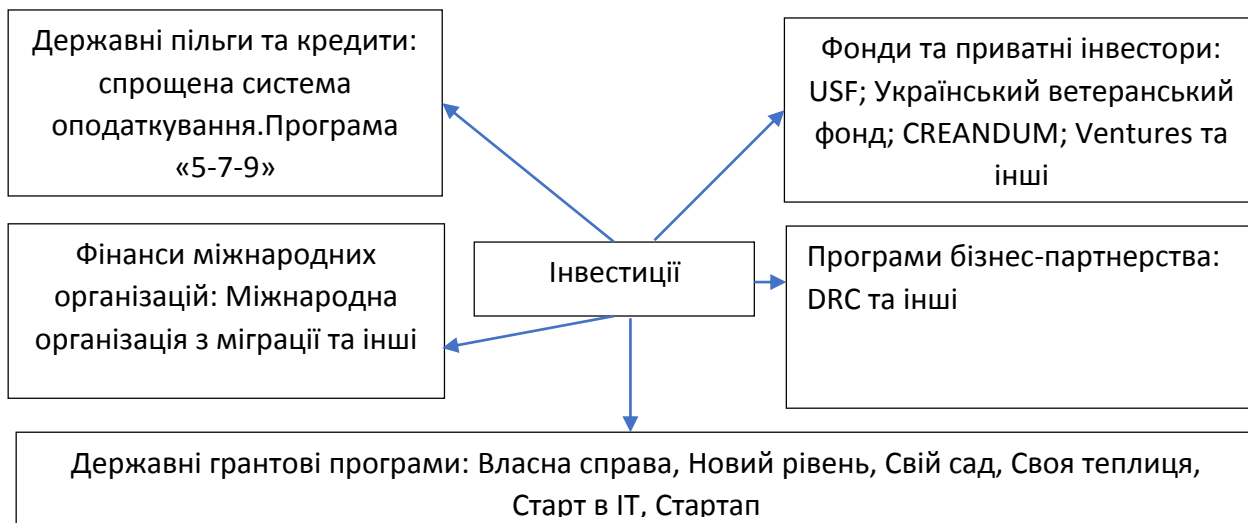 Державні пільги та кредити:
спрощена система
оподаткування.Програма
«5-7-9»
Фонди та приватні інвестори:
USF; Український ветеранський
фонд; CREANDUM; Ventures та
інші
Фінанси міжнародних
організацій: Міжнародна
організація з міграції та інші
Інвестиції
Програми бізнес-партнерства:
DRC та інші
Державні грантові програми: Власна справа, Новий рівень, Свій сад, Своя теплиця,
Старт в ІТ, Стартап